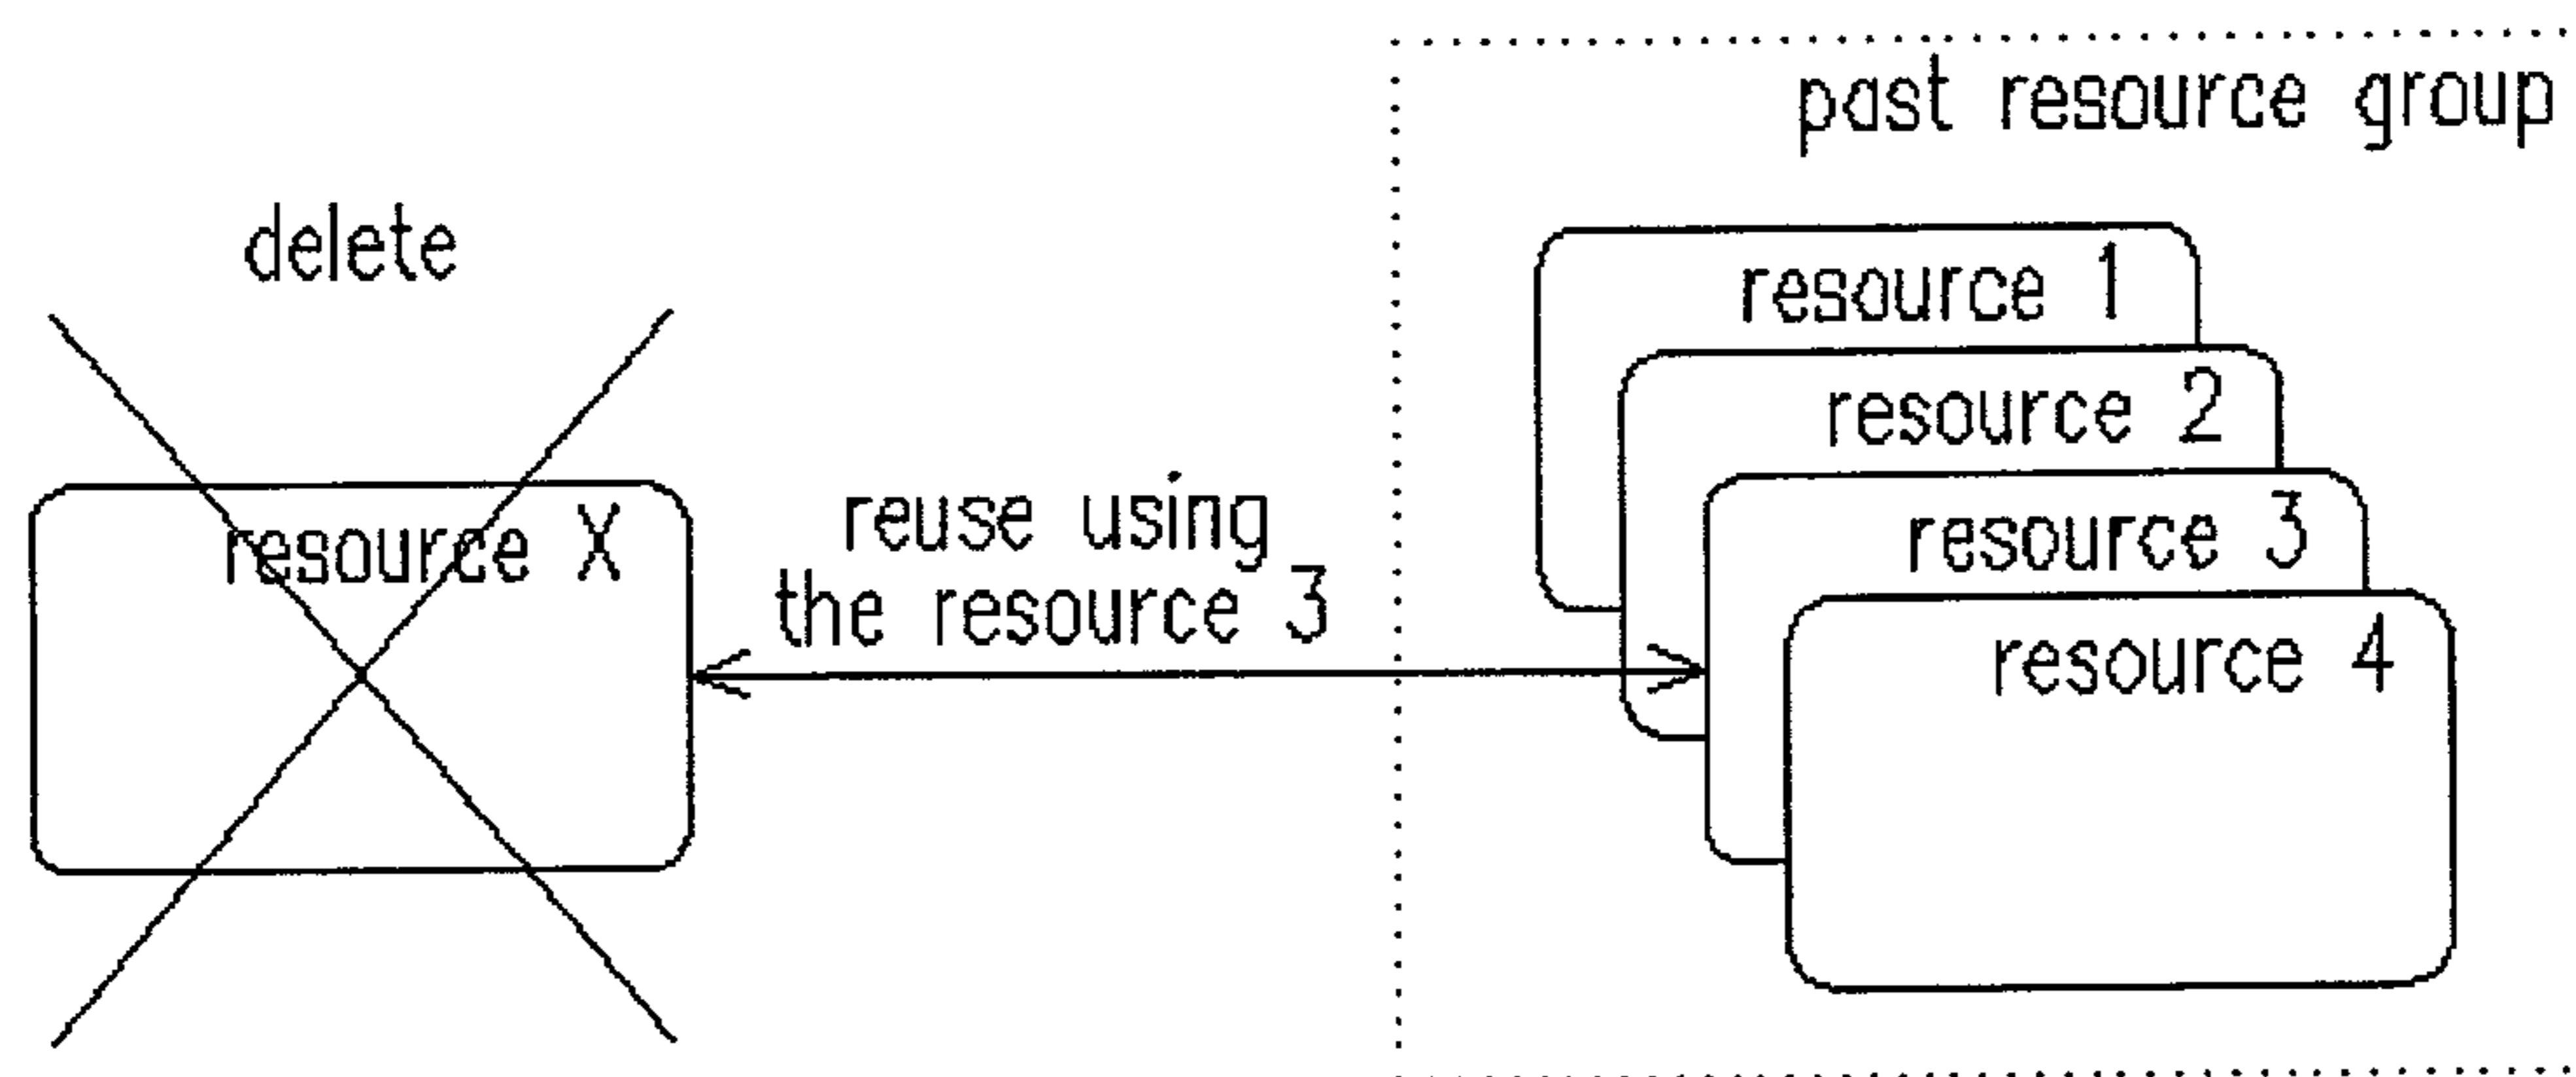 past resource group
delete
resource 1
resource 2
resource X
reuse using
the resource 3
resource 3
resource 4